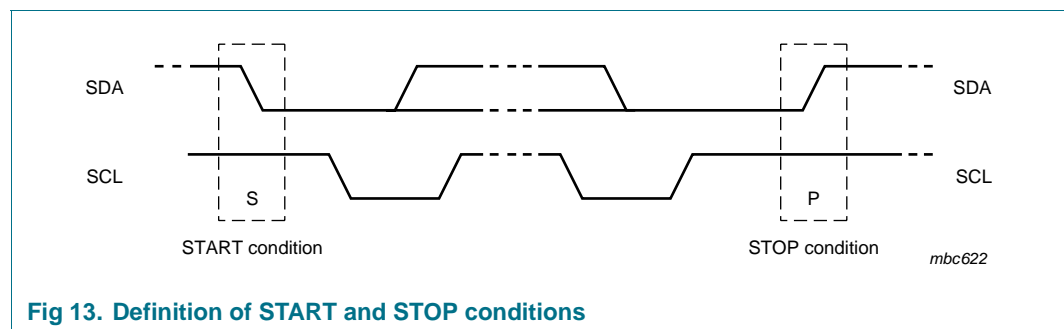 SDA
SDA
SCL
SCL
S
P
START condition
STOP condition
mbc622
Fig 13. Definition of START and STOP conditions